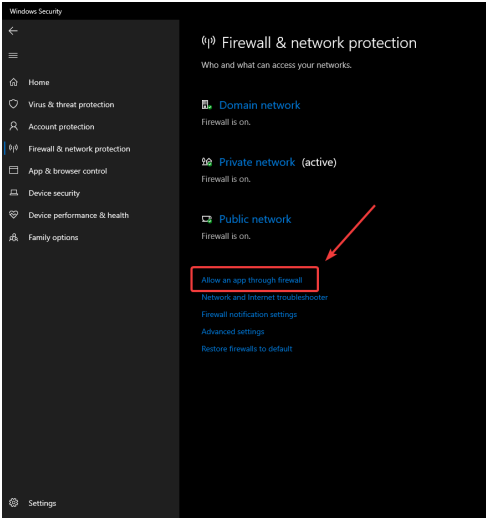 Windows Security
Home
Virus & threat protection
Account protection
Firewall & network protection
App & browser control
Device security
Device performance & health
Family options
Settings
Firewall & network protection
Who and what can access your networks.
Domain network
Firewall is on.
Private network (active)
Firewall is on.
Public network
Firewall is on.
Allow an app through firewall
Network and Internet troubleshooter
Firewall notification settings
Advanced settings
Restore firewalls to default